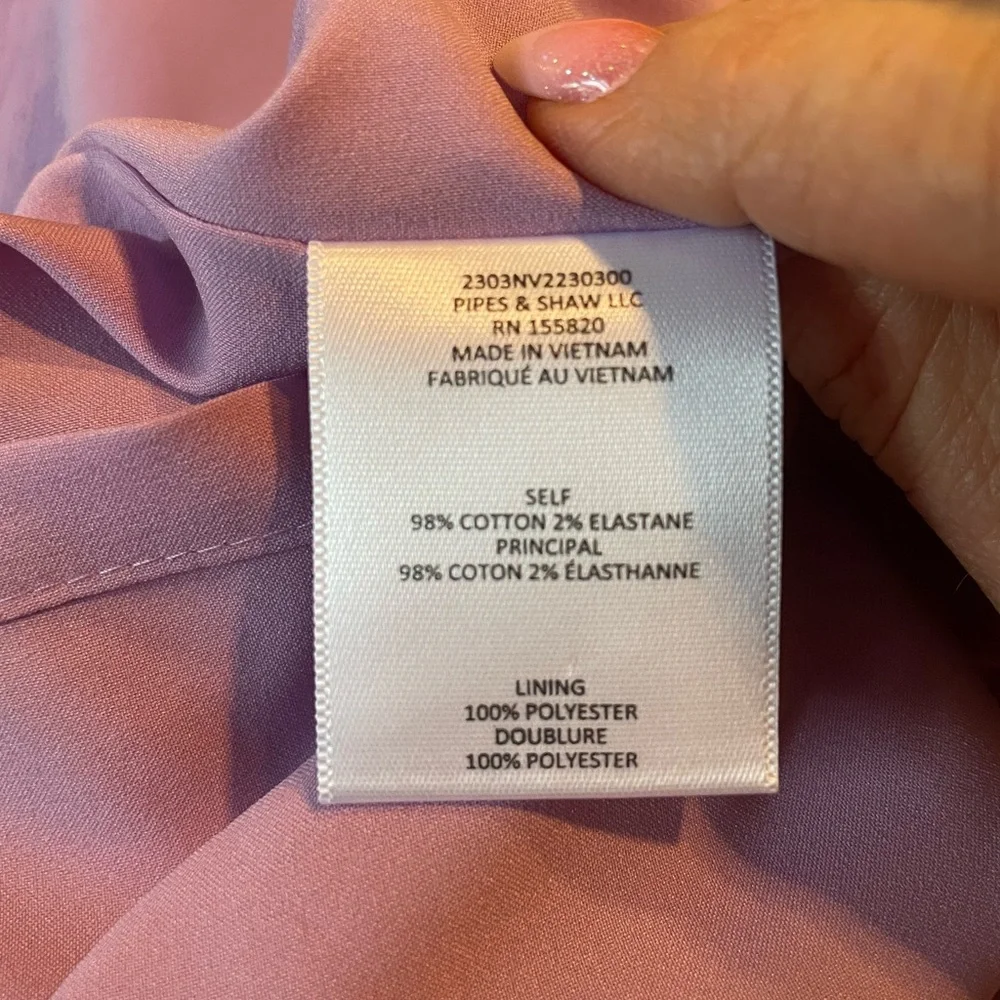 2303NV2230300
PIPES & SHAW LLC
RN 155820
MADE IN VIETNAM
FABRIQUÉ AU VIETNAM
SELF
98% COTTON 2% ELASTANE
PRINCIPAL
98% COTON 2% ÉLASTHANNE
LINING
100% POLYESTER
DOUBLURE
100% POLYESTER